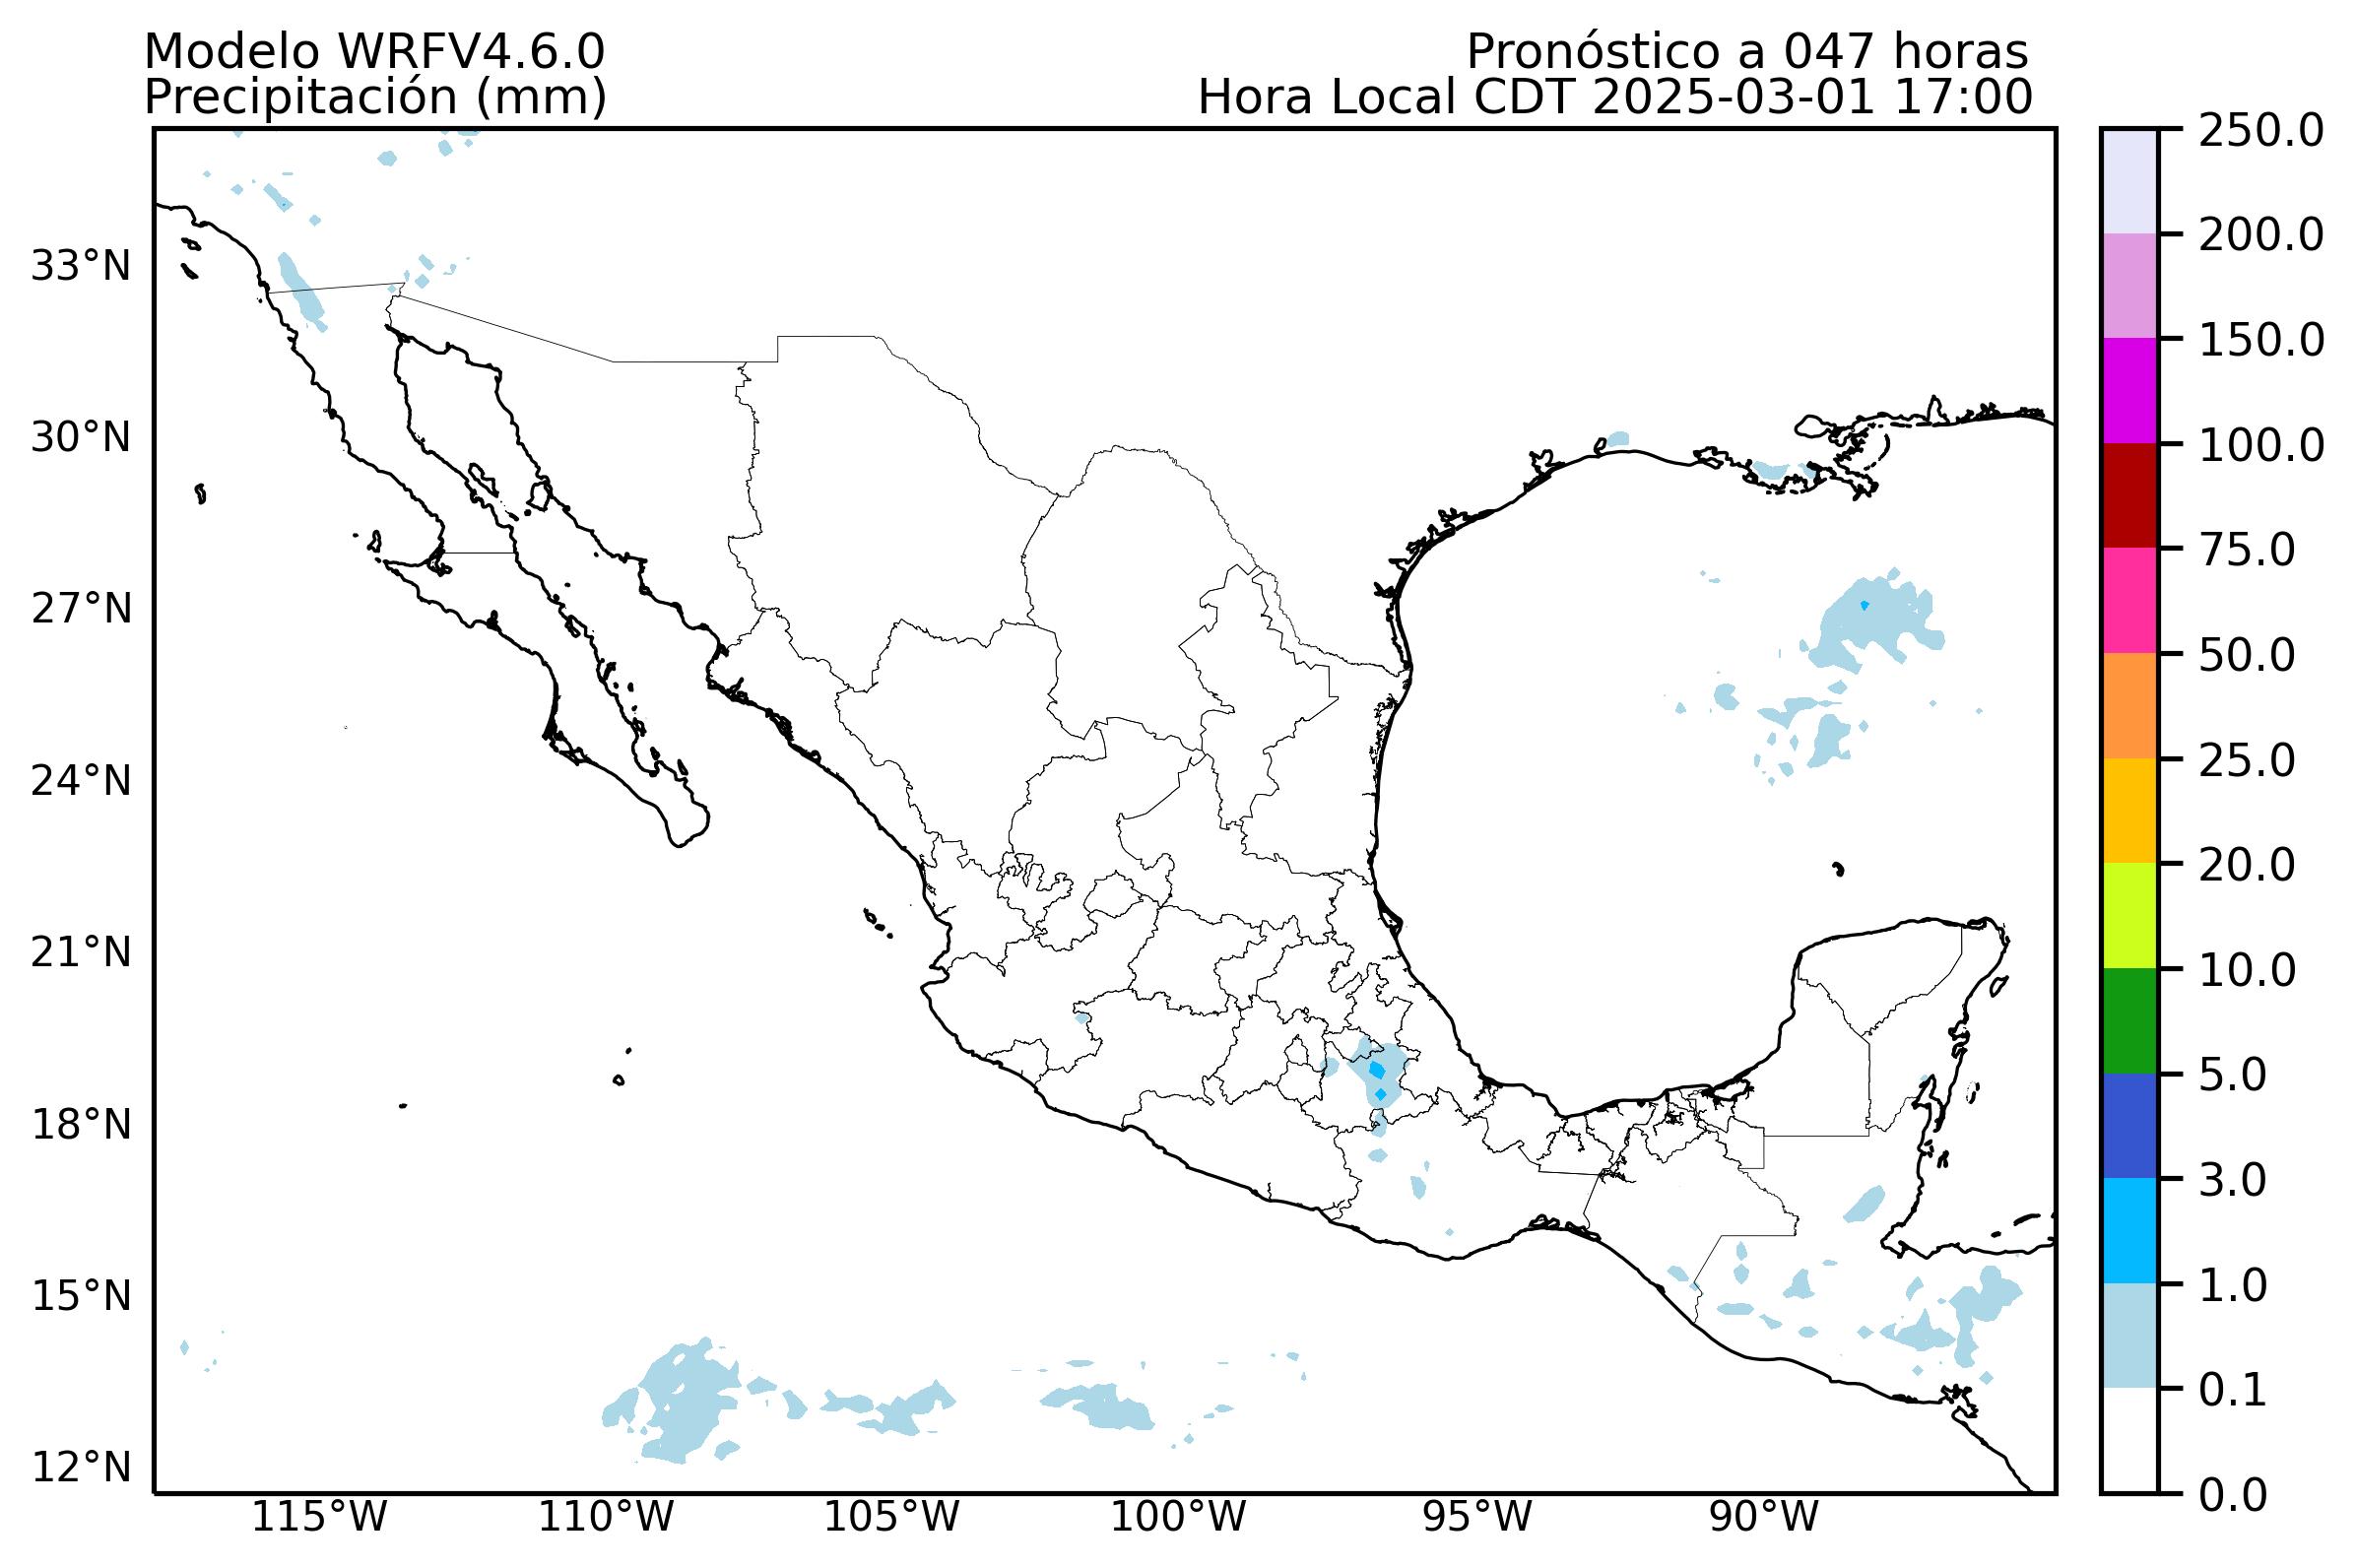 Modelo WRFV4.6.0
Precipitación (mm)
Pronóstico a 047 horas
Hora Local CDT 2025-03-01 17:00
33°N
30°N
27°N
24°N
21°N
18°N
15°N
12°N
115°W
110°W
105°W
100°W
95°W
90°W
250.0
200.0
150.0
100.0
75.0
50.0
25.0
20.0
10.0
5.0
3.0
1.0
0.1
0.0